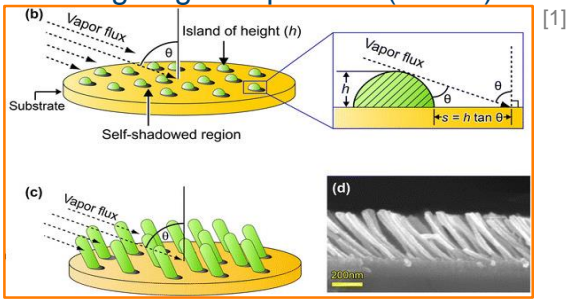 [1]
(b)
Vapor flux
θ
Island of height (h)
Substrate
Self-shadowed region
Vapor flux
h
θ
θ
s = h tan θ
(c)
Vapor flux
θ
(d)
200nm